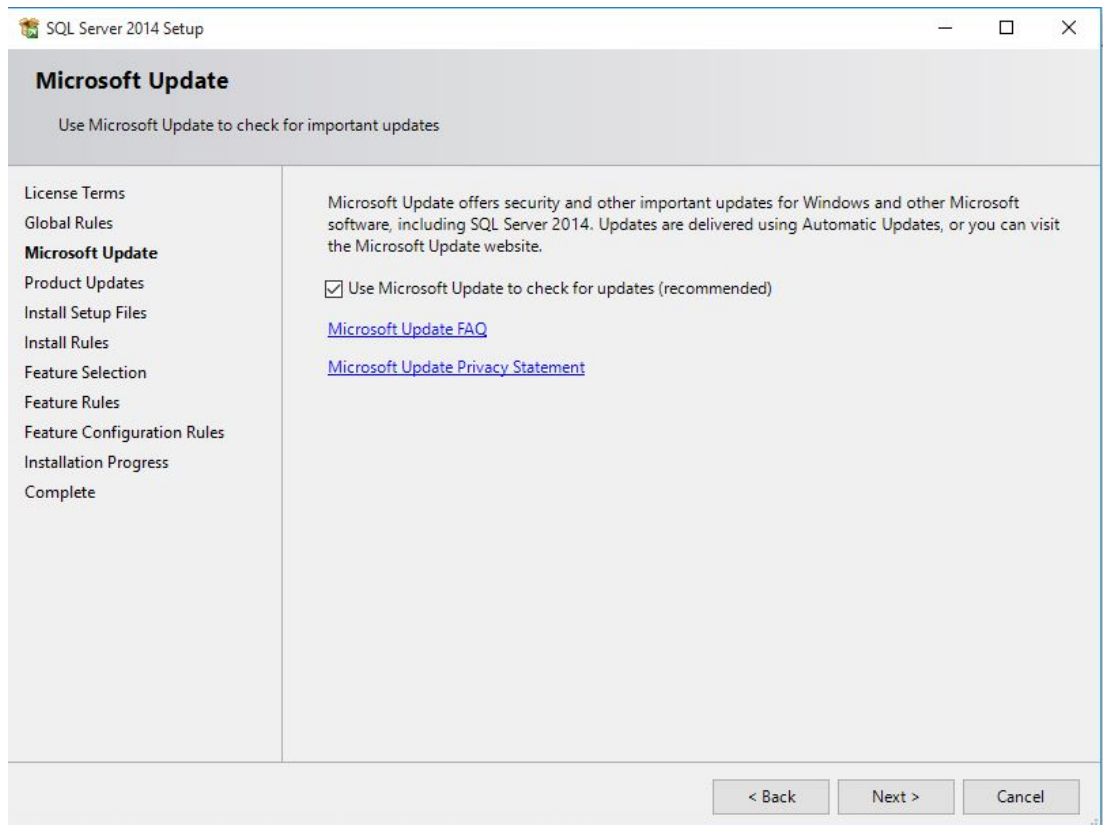 SQL Server 2014 Setup
Microsoft Update
Use Microsoft Update to check for important updates
License Terms
Global Rules
Microsoft Update
Product Updates
Install Setup Files
Install Rules
Feature Selection
Feature Rules
Feature Configuration Rules
Installation Progress
Complete
Microsoft Update offers security and other important updates for Windows and other Microsoft
software, including SQL Server 2014. Updates are delivered using Automatic Updates, or you can visit
the Microsoft Update website.
Use Microsoft Update to check for updates (recommended)
Microsoft Update FAQ
Microsoft Update Privacy Statement
< Back
Next >
Cancel